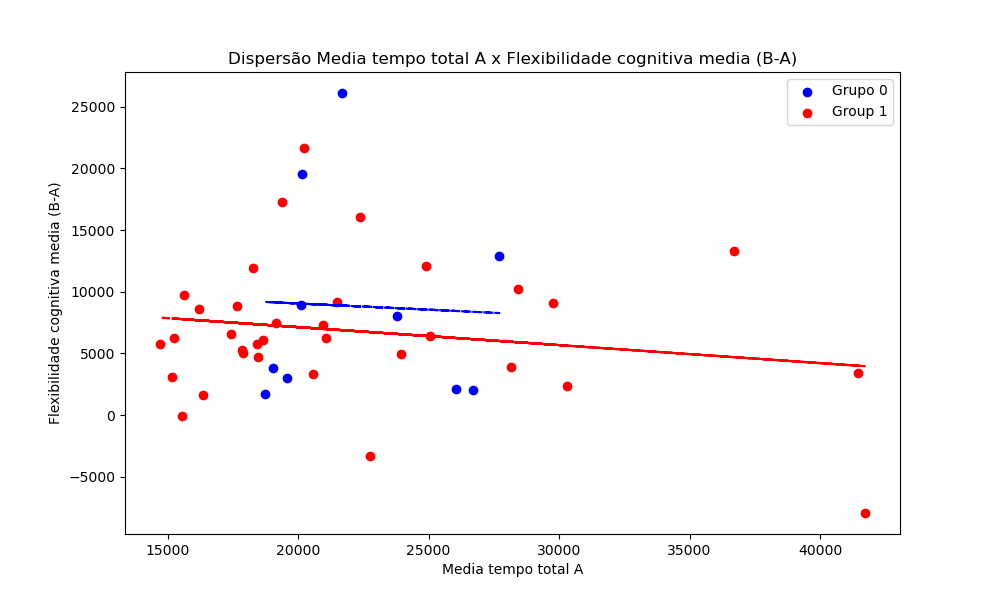 Dispersão Media tempo total A x Flexibilidade cognitiva media (B-A)
Grupo 0
Group 1
Flexibilidade cognitiva media (B-A)
25000
20000
15000
10000
5000
0
−5000
15000 20000 25000 30000 35000 40000
Media tempo total A